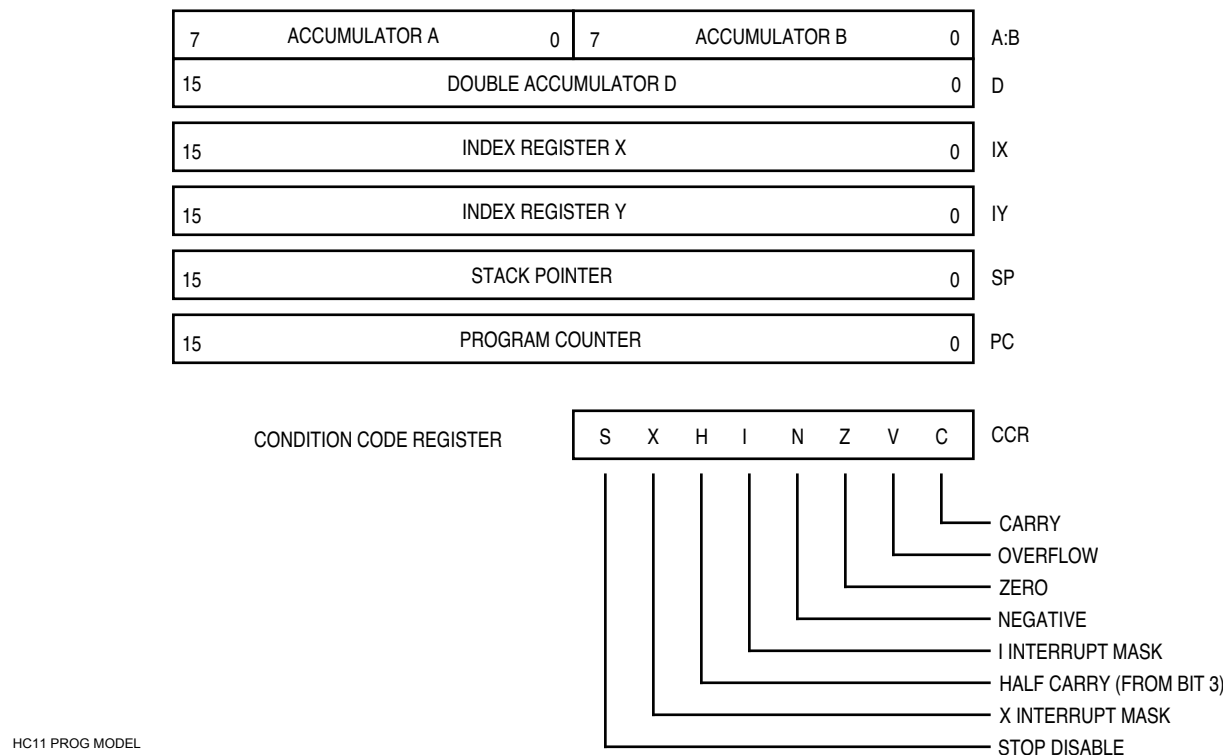 7 ACCUMULATOR A 0 7 ACCUMULATOR B 0 A:B
15 DOUBLE ACCUMULATOR D 0 D
15 INDEX REGISTER X 0 IX
15 INDEX REGISTER Y 0 IY
15 STACK POINTER 0 SP
15 PROGRAM COUNTER 0 PC
CONDITION CODE REGISTER S X H I N Z V C CCR
CARRY
OVERFLOW
ZERO
NEGATIVE
I INTERRUPT MASK
HALF CARRY (FROM BIT 3)
X INTERRUPT MASK
STOP DISABLE
HC11 PROG MODEL